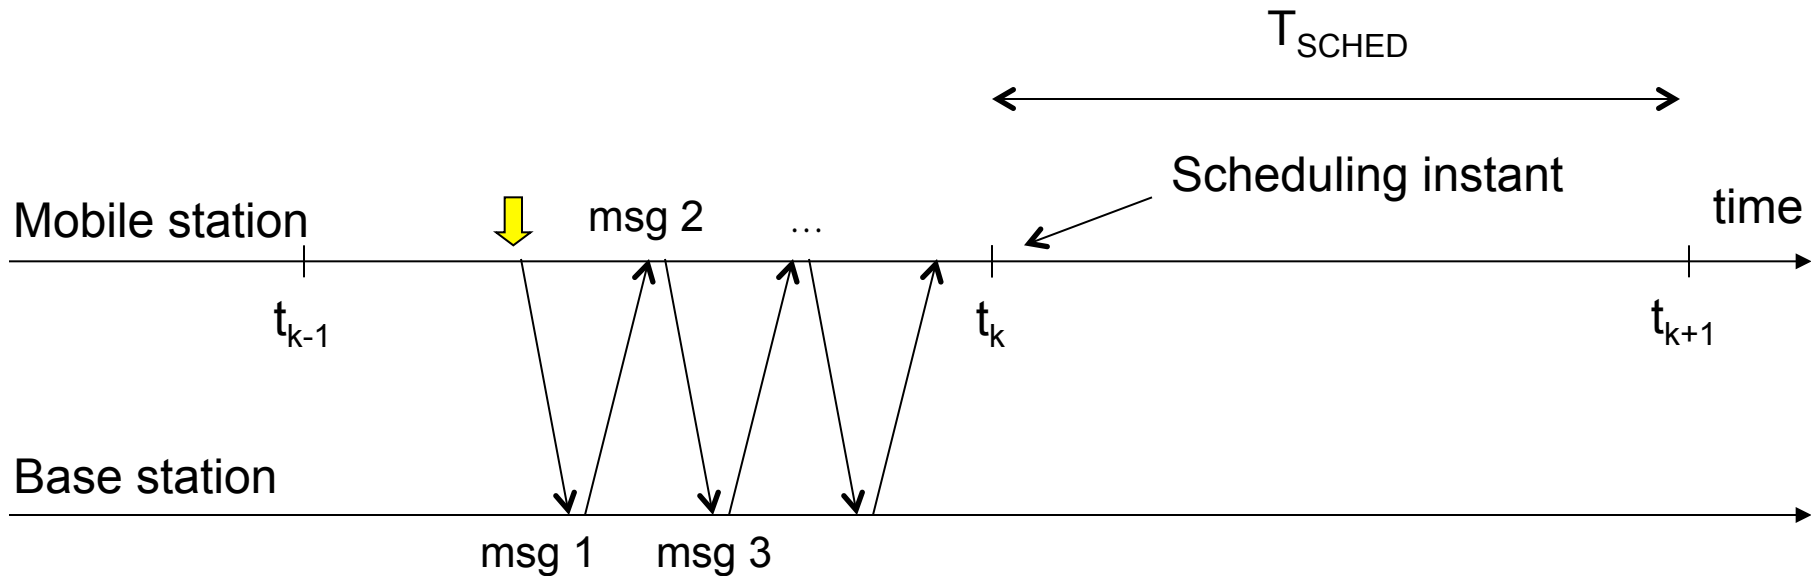 T_SCHED
Scheduling instant
time
Mobile station
msg 2
…
t_k-1
t_k
t_k+1
Base station
msg 1
msg 3